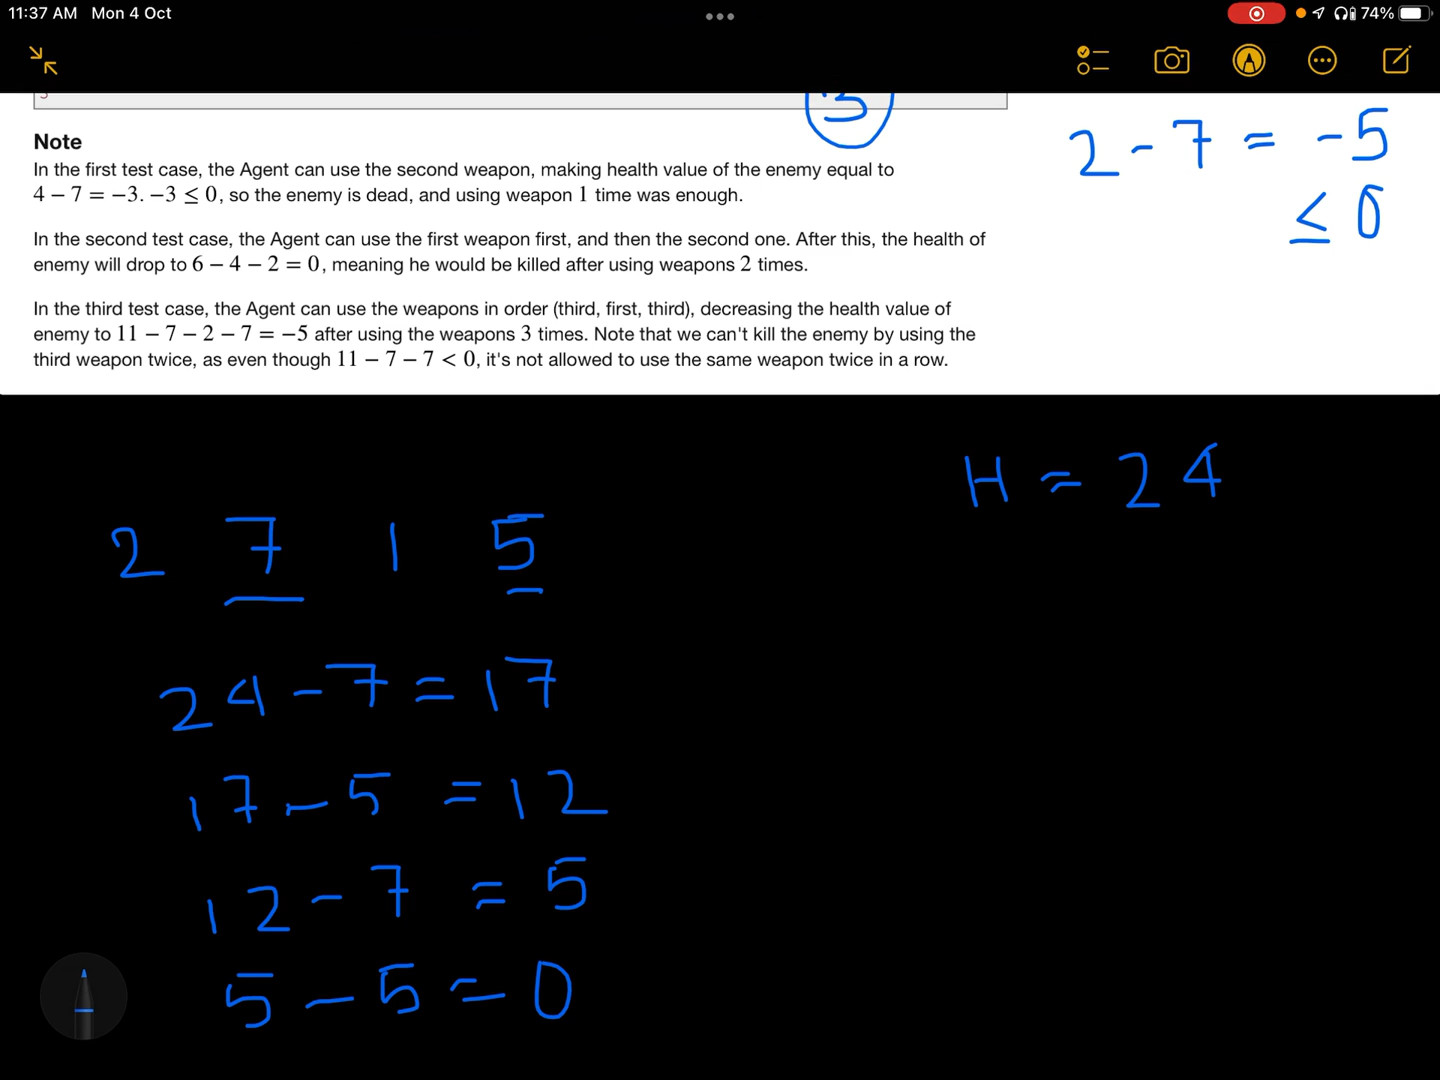 11:37 AM Mon 4 Oct
74%
3
2 - 7 = -5
≤ 0
Note
In the first test case, the Agent can use the second weapon, making health value of the enemy equal to
4 − 7 = −3. −3 ≤ 0, so the enemy is dead, and using weapon 1 time was enough.
In the second test case, the Agent can use the first weapon first, and then the second one. After this, the health of
enemy will drop to 6 − 4 − 2 = 0, meaning he would be killed after using weapons 2 times.
In the third test case, the Agent can use the weapons in order (third, first, third), decreasing the health value of
enemy to 11 − 7 − 2 − 7 = −5 after using the weapons 3 times. Note that we can't kill the enemy by using the
third weapon twice, as even though 11 − 7 − 7 < 0, it's not allowed to use the same weapon twice in a row.
H = 24
2 7 1 5
24 - 7 = 17
17 - 5 = 12
12 - 7 = 5
5 - 5 = 0